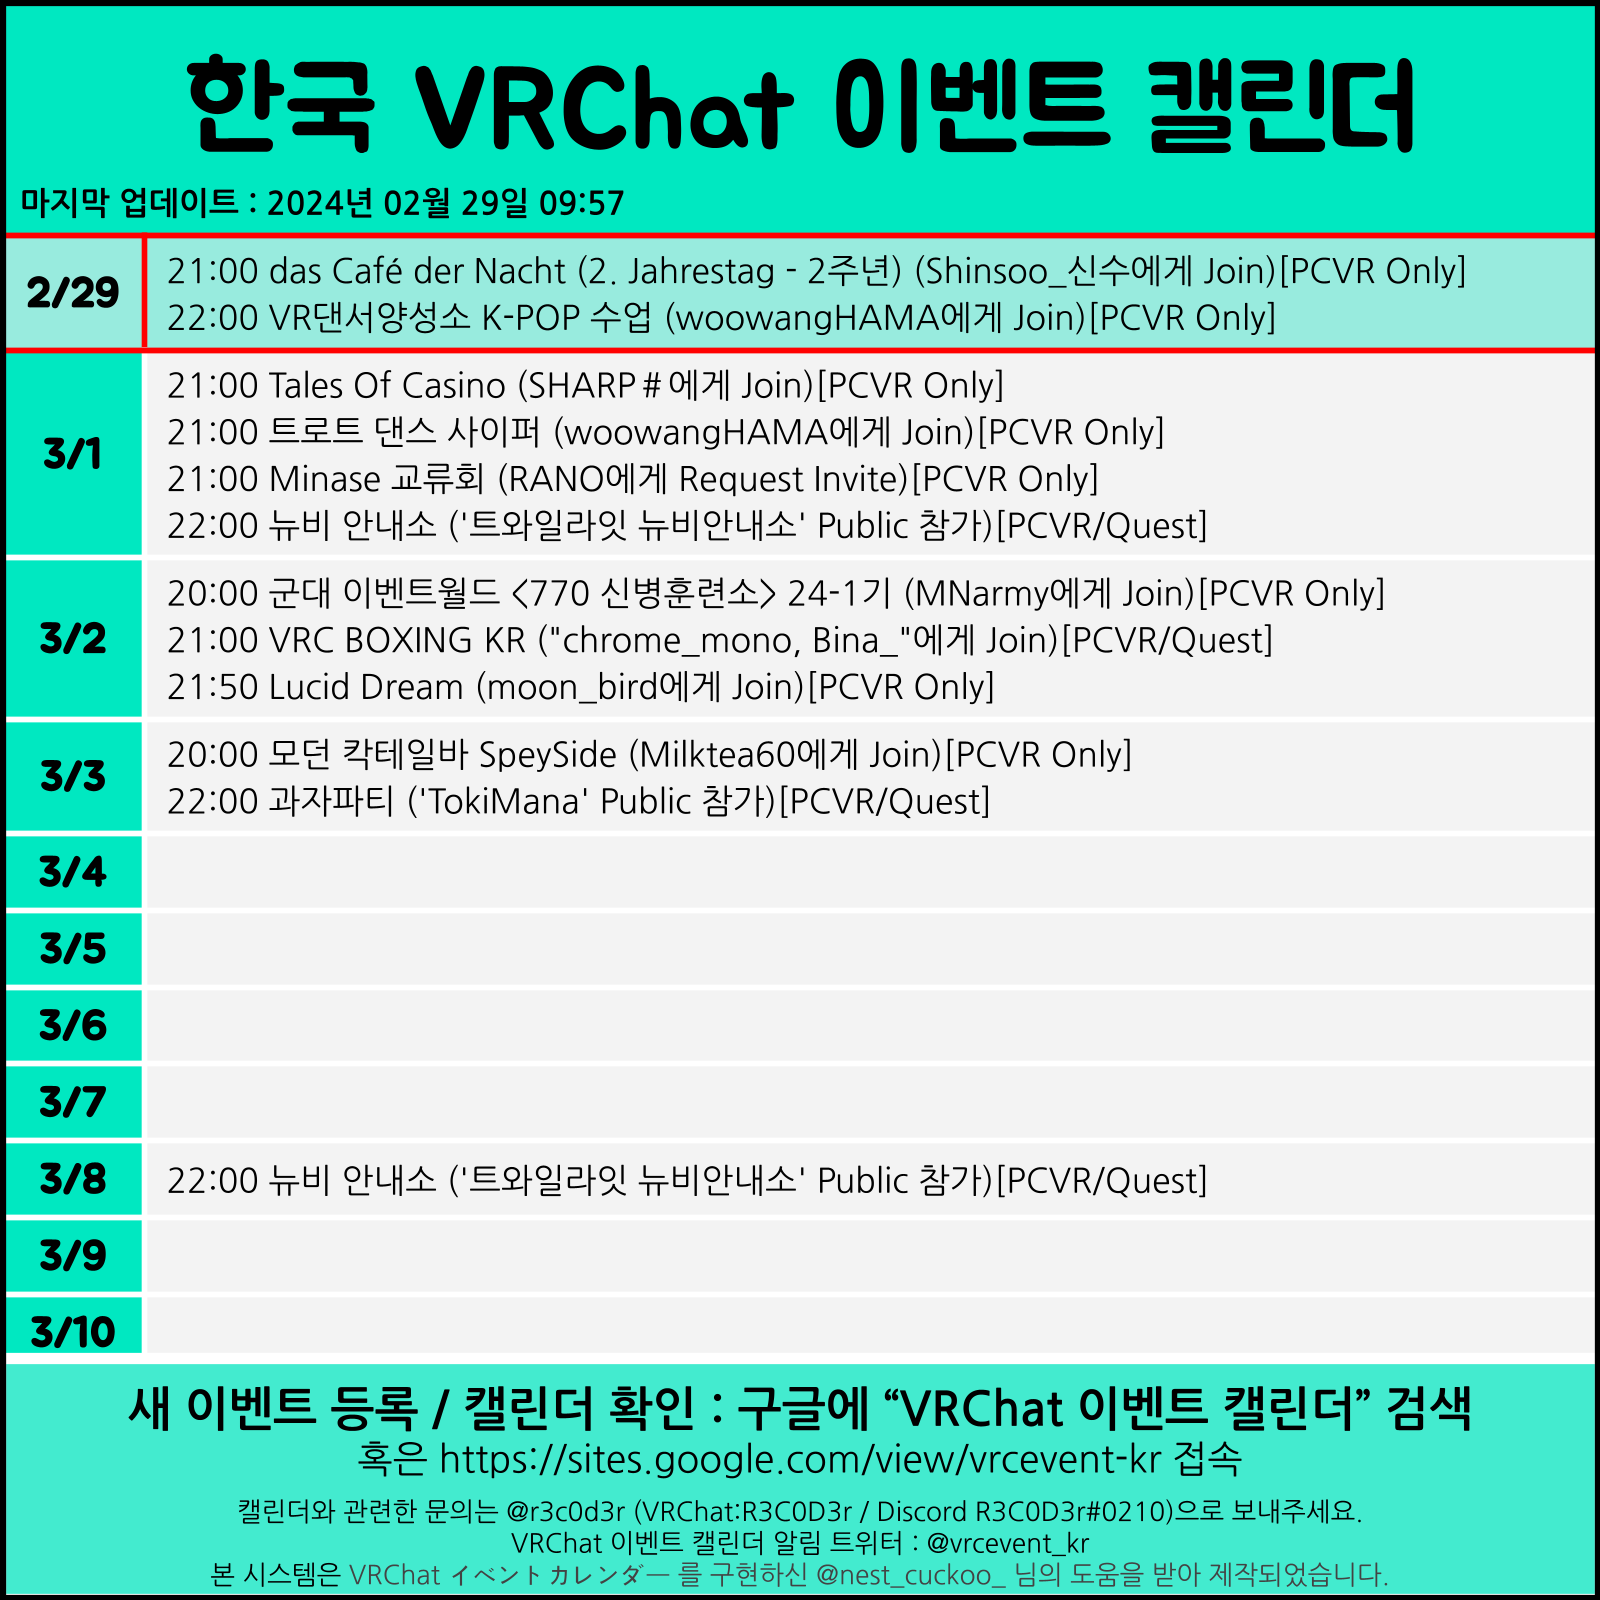 한국 VRChat 이벤트 캘린더
마지막 업데이트 : 2024년 02월 29일 09:57
2/29
21:00 das Café der Nacht (2. Jahrestag - 2주년) (Shinsoo_신수에게 Join)[PCVR Only]
22:00 VR댄서양성소 K-POP 수업 (woowangHAMA에게 Join)[PCVR Only]
3/1
21:00 Tales Of Casino (SHARP＃에게 Join)[PCVR Only]
21:00 트로트 댄스 사이퍼 (woowangHAMA에게 Join)[PCVR Only]
21:00 Minase 교류회 (RANO에게 Request Invite)[PCVR Only]
22:00 뉴비 안내소 ('트와일라잇 뉴비안내소' Public 참가)[PCVR/Quest]
3/2
20:00 군대 이벤트월드 <770 신병훈련소> 24-1기 (MNarmy에게 Join)[PCVR Only]
21:00 VRC BOXING KR ("chrome_mono, Bina_"에게 Join)[PCVR/Quest]
21:50 Lucid Dream (moon_bird에게 Join)[PCVR Only]
3/3
20:00 모던 칵테일바 SpeySide (Milktea60에게 Join)[PCVR Only]
22:00 과자파티 ('TokiMana' Public 참가)[PCVR/Quest]
3/4
3/5
3/6
3/7
3/8
22:00 뉴비 안내소 ('트와일라잇 뉴비안내소' Public 참가)[PCVR/Quest]
3/9
3/10
새 이벤트 등록 / 캘린더 확인 : 구글에 “VRChat 이벤트 캘린더” 검색
혹은 https://sites.google.com/view/vrcevent-kr 접속
캘린더와 관련한 문의는 @r3c0d3r (VRChat:R3C0D3r / Discord R3C0D3r#0210)으로 보내주세요.
VRChat 이벤트 캘린더 알림 트위터 : @vrcevent_kr
본 시스템은 VRChat イベントカレンダー 를 구현하신 @nest_cuckoo_ 님의 도움을 받아 제작되었습니다.